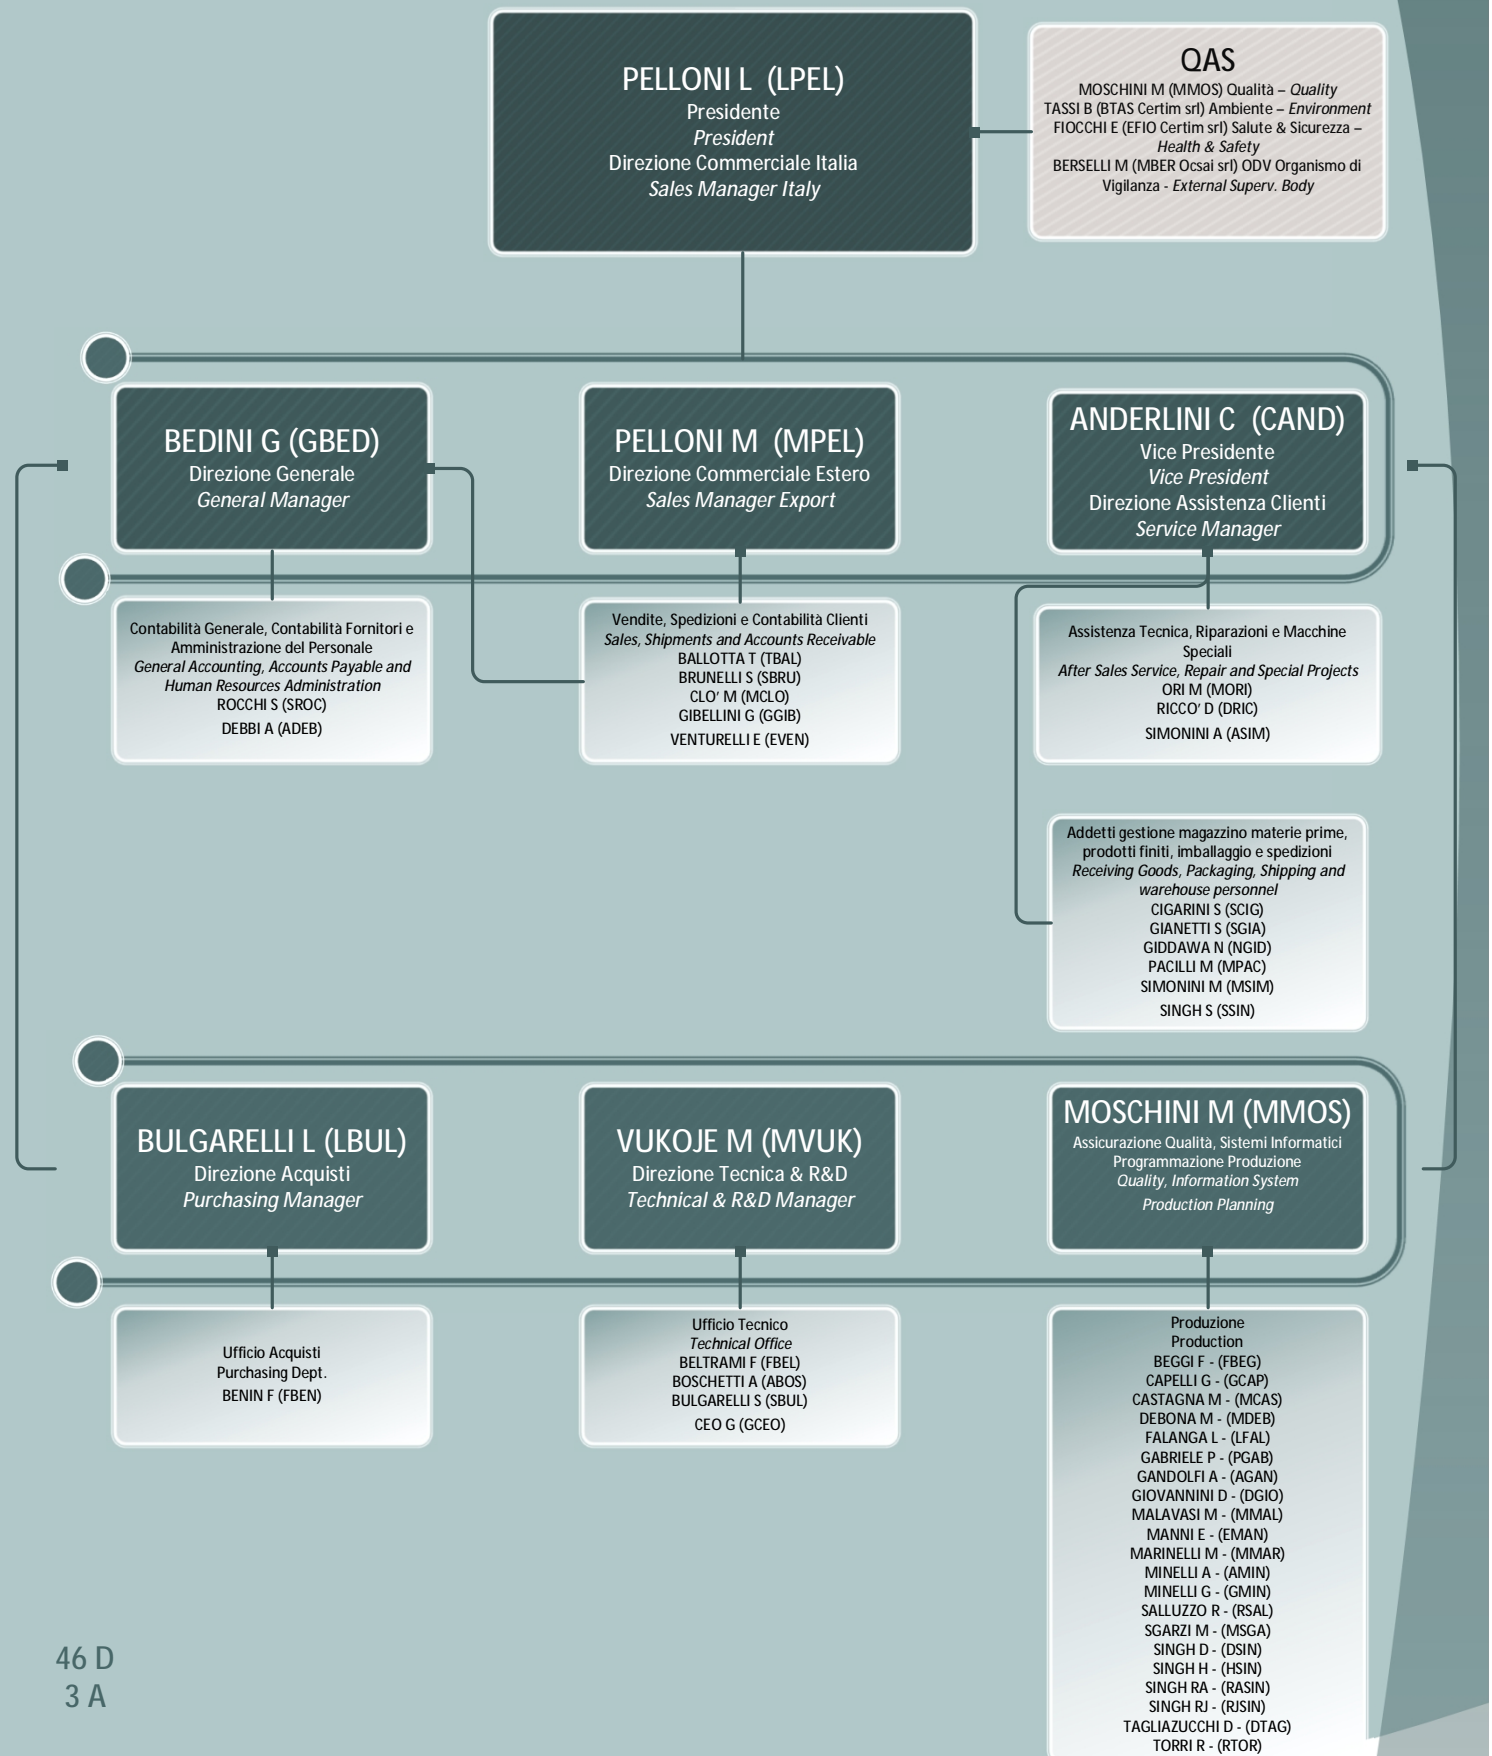 PELLONI L (LPEL)
Presidente
President
Direzione Commerciale Italia
Sales Manager Italy
QAS
MOSCHINI M (MMOS) Qualità – Quality
TASSI B (BTAS Certim srl) Ambiente – Environment
FIOCCHI E (EFIO Certim srl) Salute & Sicurezza –
Health & Safety
BERSELLI M (MBER Ocsai srl) ODV Organismo di
Vigilanza - External Superv. Body
BEDINI G (GBED)
Direzione Generale
General Manager
PELLONI M (MPEL)
Direzione Commerciale Estero
Sales Manager Export
ANDERLINI C (CAND)
Vice Presidente
Vice President
Direzione Assistenza Clienti
Service Manager
Contabilità Generale, Contabilità Fornitori e
Amministrazione del Personale
General Accounting, Accounts Payable and
Human Resources Administration
ROCCHI S (SROC)
DEBBI A (ADEB)
Vendite, Spedizioni e Contabilità Clienti
Sales, Shipments and Accounts Receivable
BALLOTTA T (TBAL)
BRUNELLI S (SBRU)
CLO' M (MCLO)
GIBELLINI G (GGIB)
VENTURELLI E (EVEN)
Assistenza Tecnica, Riparazioni e Macchine
Speciali
After Sales Service, Repair and Special Projects
ORI M (MORI)
RICCO' D (DRIC)
SIMONINI A (ASIM)
Addetti gestione magazzino materie prime,
prodotti finiti, imballaggio e spedizioni
Receiving Goods, Packaging, Shipping and
warehouse personnel
CIGARINI S (SCIG)
GIANETTI S (SGIA)
GIDDAWA N (NGID)
PACILLI M (MPAC)
SIMONINI M (MSIM)
SINGH S (SSIN)
BULGARELLI L (LBUL)
Direzione Acquisti
Purchasing Manager
VUKOJE M (MVUK)
Direzione Tecnica & R&D
Technical & R&D Manager
MOSCHINI M (MMOS)
Assicurazione Qualità, Sistemi Informatici
Programmazione Produzione
Quality, Information System
Production Planning
Ufficio Acquisti
Purchasing Dept.
BENIN F (FBEN)
Ufficio Tecnico
Technical Office
BELTRAMI F (FBEL)
BOSCHETTI A (ABOS)
BULGARELLI S (SBUL)
CEO G (GCEO)
Produzione
Production
BEGGI F - (FBEG)
CAPELLI G - (GCAP)
CASTAGNA M - (MCAS)
DEBONA M - (MDEB)
FALANGA L - (LFAL)
GABRIELE P - (PGAB)
GANDOLFI A - (AGAN)
GIOVANNINI D - (DGIO)
MALAVASI M - (MMAL)
MANNI E - (EMAN)
MARINELLI M - (MMAR)
MINELLI A - (AMIN)
MINELLI G - (GMIN)
SALLUZZO R - (RSAL)
SGARZI M - (MSGA)
SINGH D - (DSIN)
SINGH H - (HSIN)
SINGH RA - (RASIN)
SINGH RJ - (RJSIN)
TAGLIAZUCCHI D - (DTAG)
TORRI R - (RTOR)
46 D
3 A